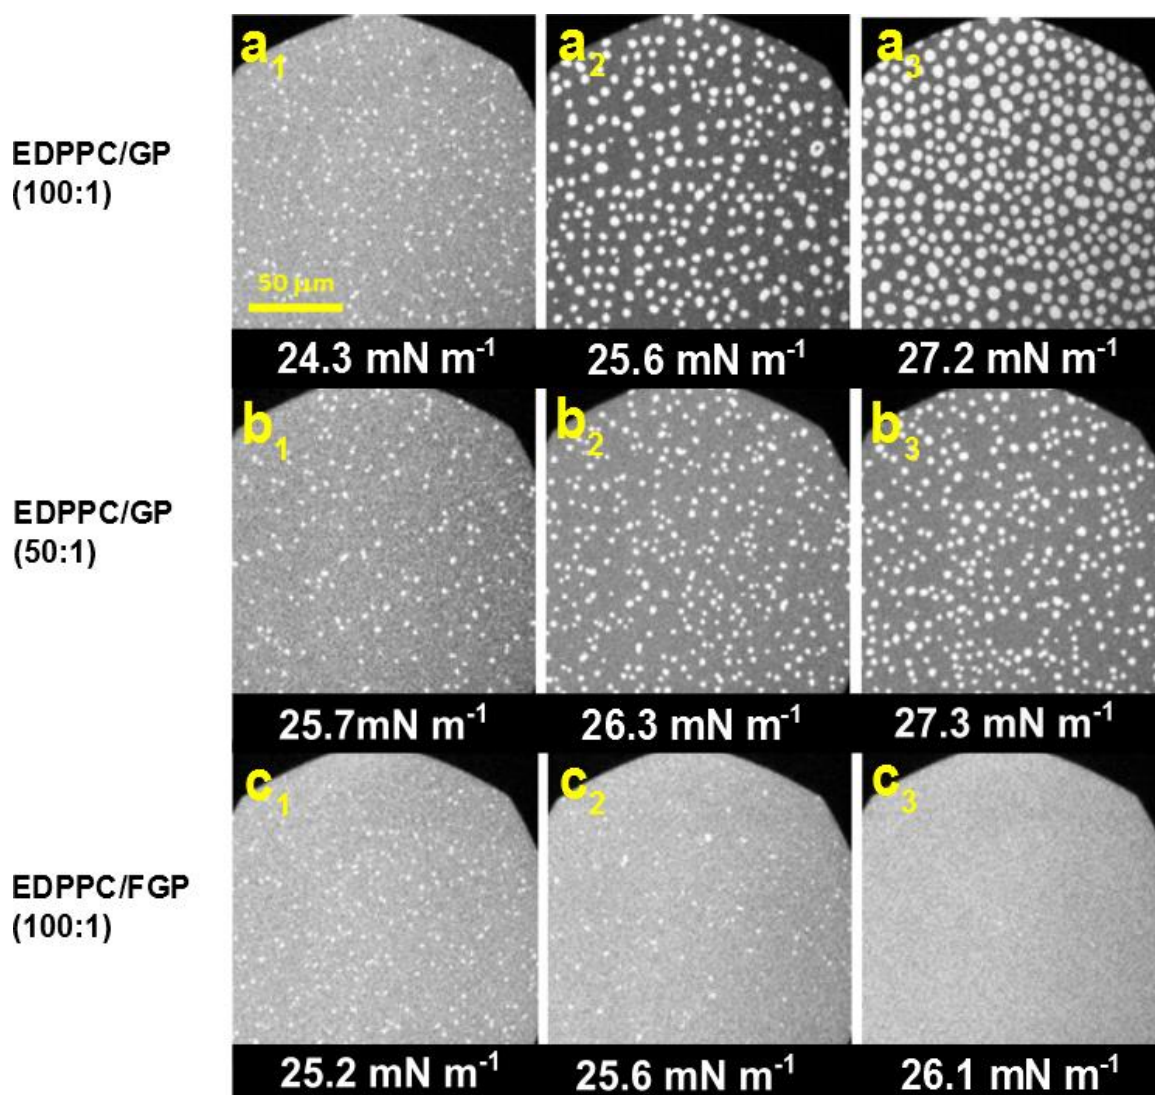 EDPPC/GP
(100:1)
a1
a2
a3
50 µm
24.3 mN m-1
25.6 mN m-1
27.2 mN m-1
EDPPC/GP
(50:1)
b1
b2
b3
25.7mN m-1
26.3 mN m-1
27.3 mN m-1
EDPPC/FGP
(100:1)
c1
c2
c3
25.2 mN m-1
25.6 mN m-1
26.1 mN m-1